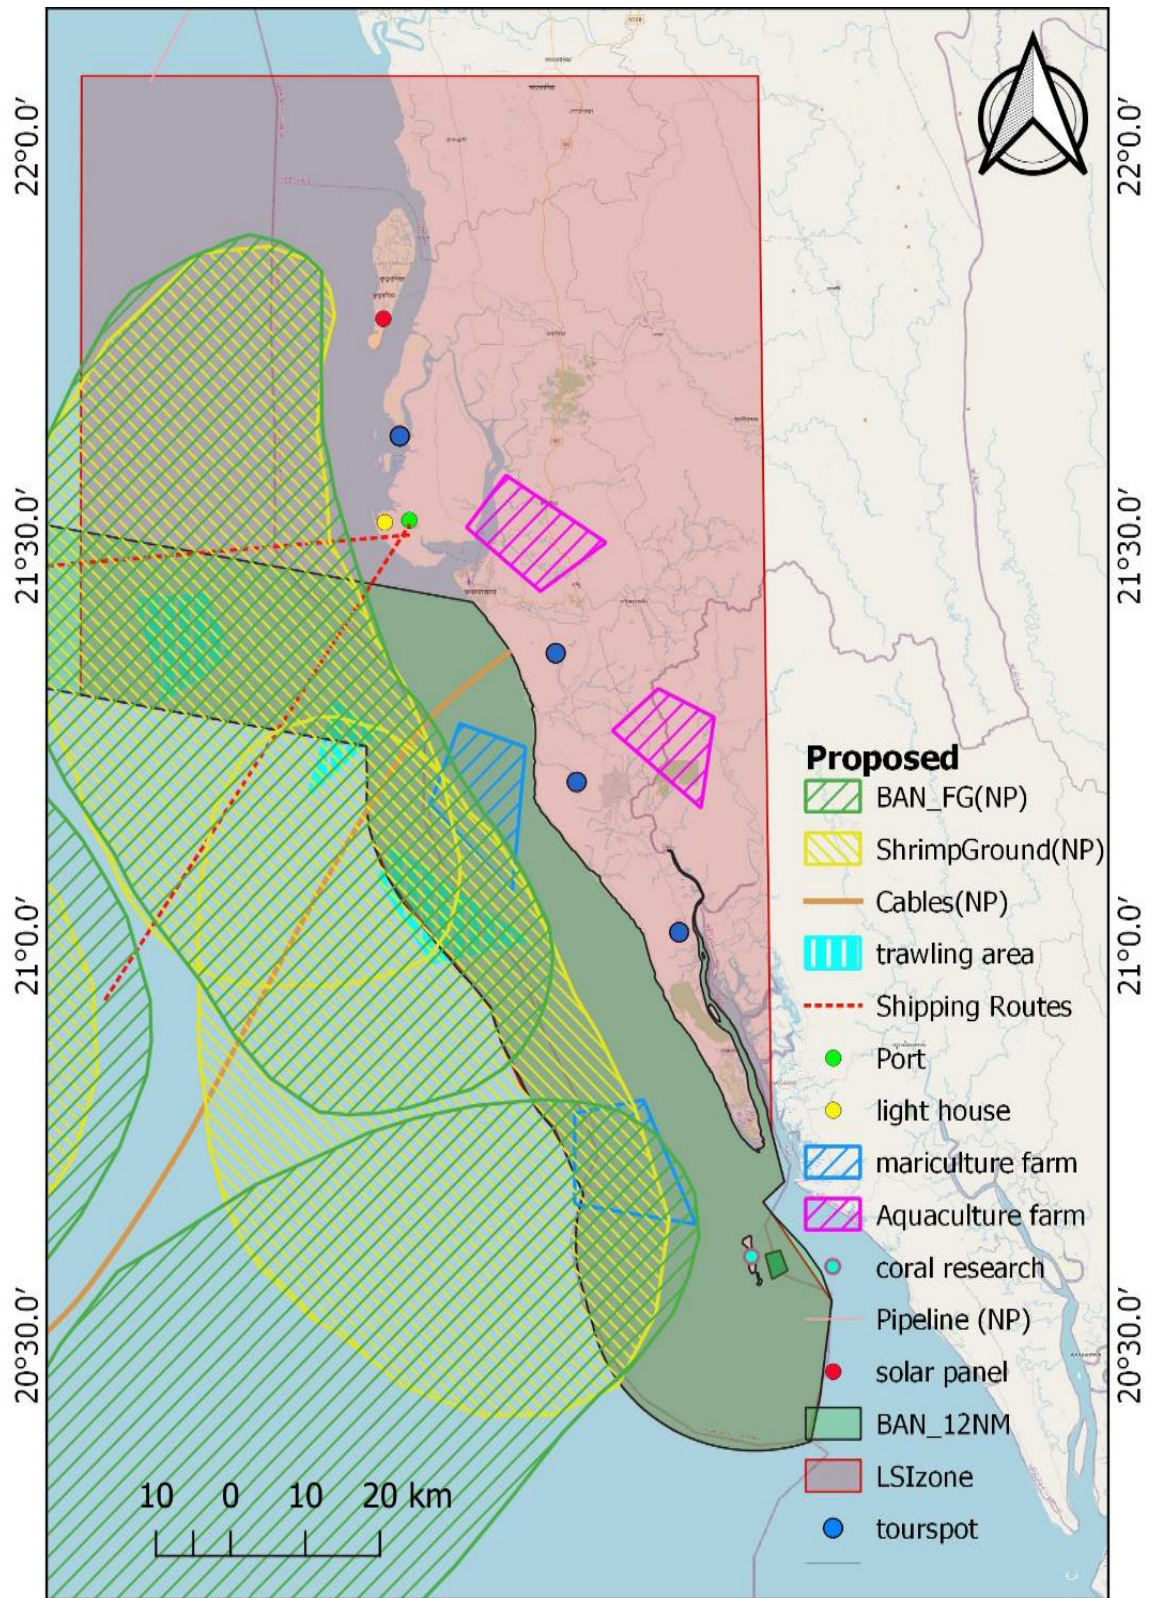 22°0.0'
22°0.0'
21°30.0'
21°30.0'
21°0.0'
21°0.0'
20°30.0'
20°30.0'
Proposed
BAN_FG(NP)
ShrimpGround(NP)
Cables(NP)
trawling area
Shipping Routes
Port
light house
mariculture farm
Aquaculture farm
coral research
Pipeline (NP)
solar panel
BAN_12NM
LSIzone
tourspot
10 0 10 20 km